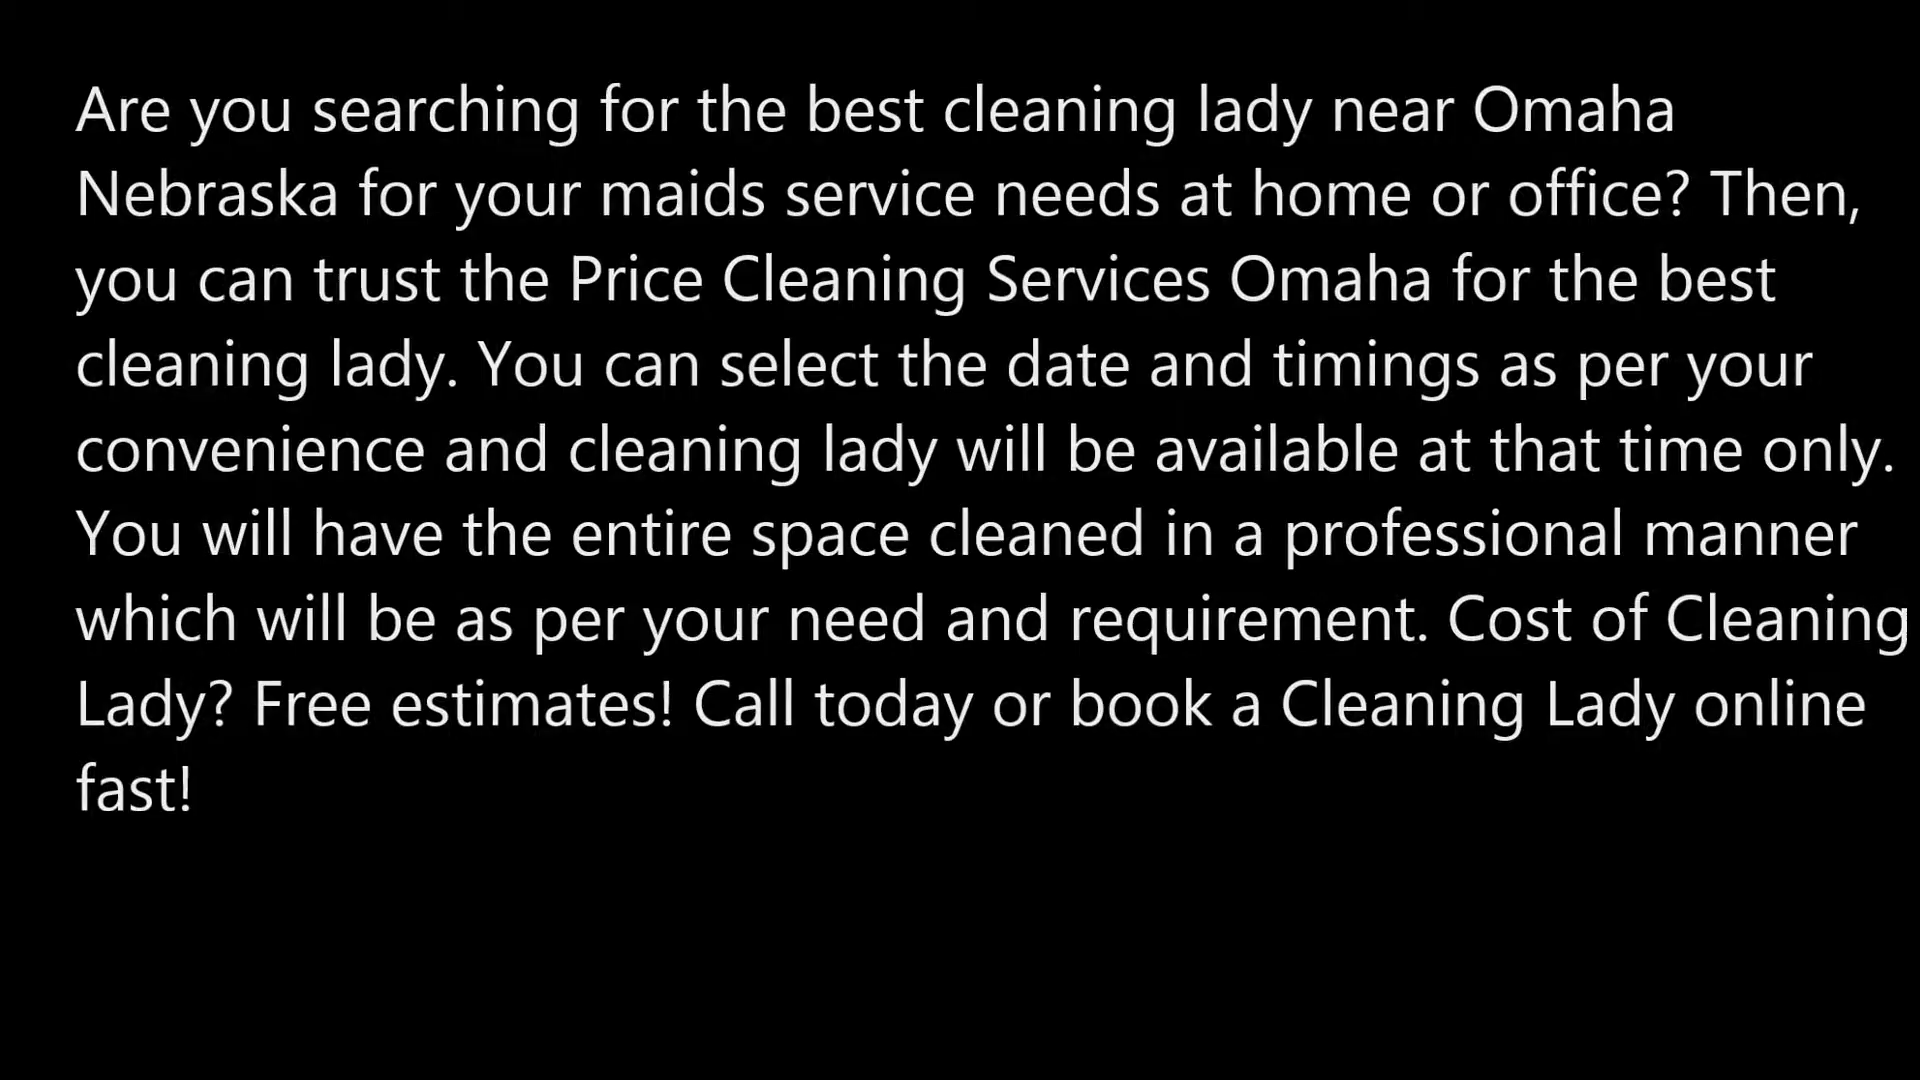 Are you searching for the best cleaning lady near Omaha
Nebraska for your maids service needs at home or office? Then,
you can trust the Price Cleaning Services Omaha for the best
cleaning lady. You can select the date and timings as per your
convenience and cleaning lady will be available at that time only.
You will have the entire space cleaned in a professional manner
which will be as per your need and requirement. Cost of Cleaning
Lady? Free estimates! Call today or book a Cleaning Lady online
fast!